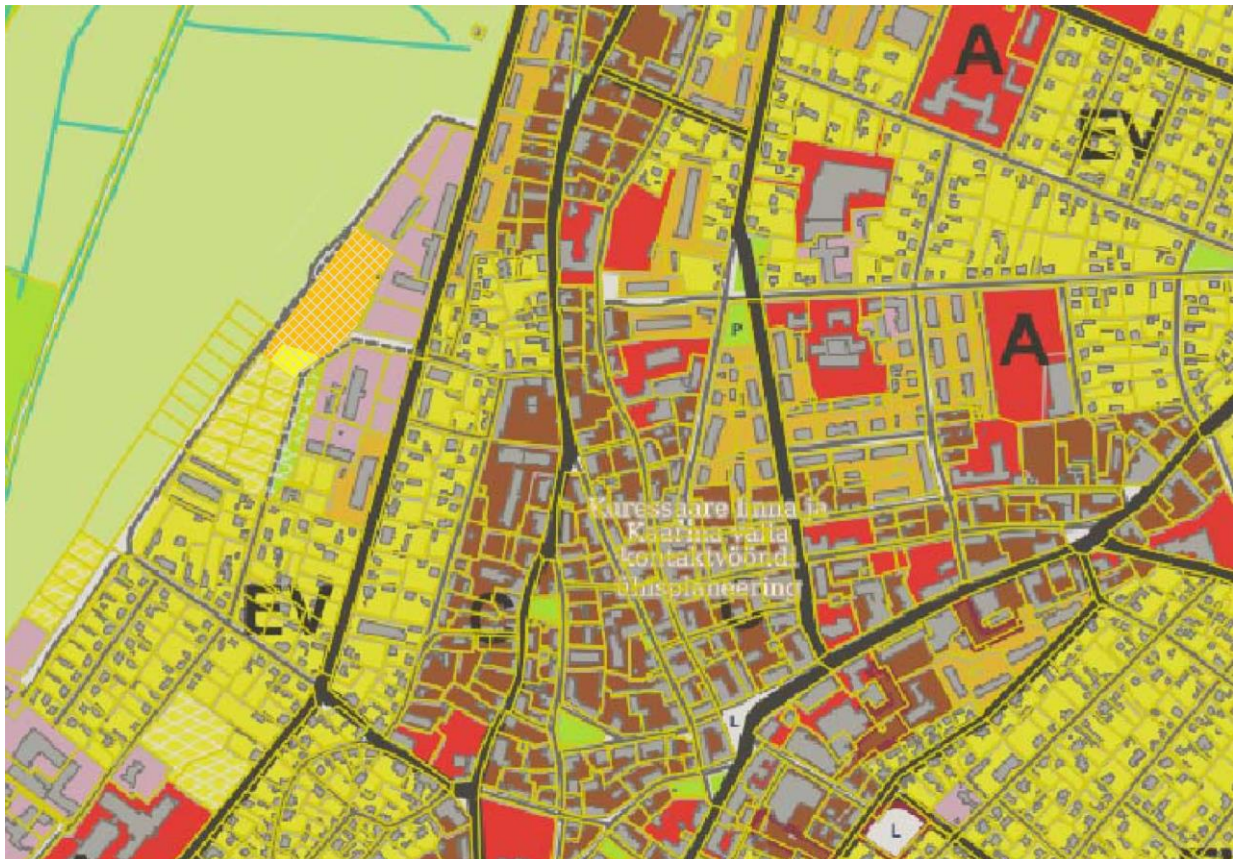 A
EV
P
A
Kuressaare linna ja
Kaarma valla
kontaktvööndi
üldplaneering
EV
C
L
L